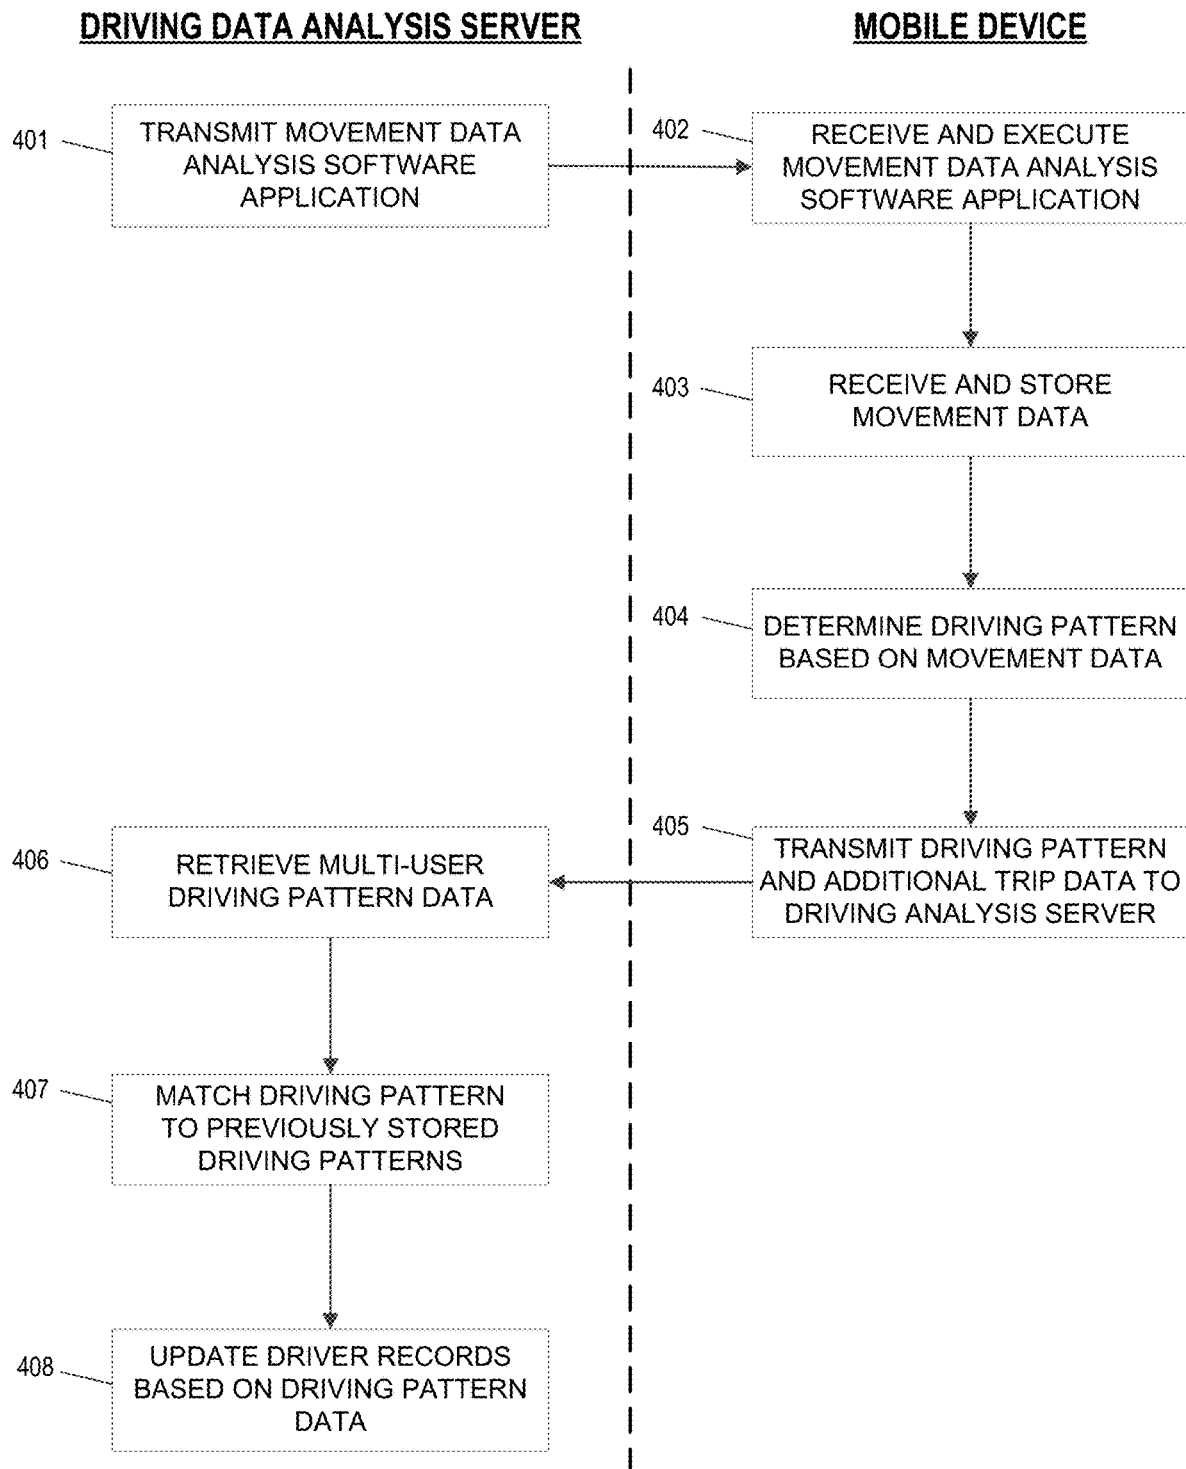 DRIVING DATA ANALYSIS SERVER
MOBILE DEVICE
401
TRANSMIT MOVEMENT DATA
ANALYSIS SOFTWARE
APPLICATION
402
RECEIVE AND EXECUTE
MOVEMENT DATA ANALYSIS
SOFTWARE APPLICATION
403
RECEIVE AND STORE
MOVEMENT DATA
404
DETERMINE DRIVING PATTERN
BASED ON MOVEMENT DATA
405
TRANSMIT DRIVING PATTERN
AND ADDITIONAL TRIP DATA TO
DRIVING ANALYSIS SERVER
406
RETRIEVE MULTI-USER
DRIVING PATTERN DATA
407
MATCH DRIVING PATTERN
TO PREVIOUSLY STORED
DRIVING PATTERNS
408
UPDATE DRIVER RECORDS
BASED ON DRIVING PATTERN
DATA